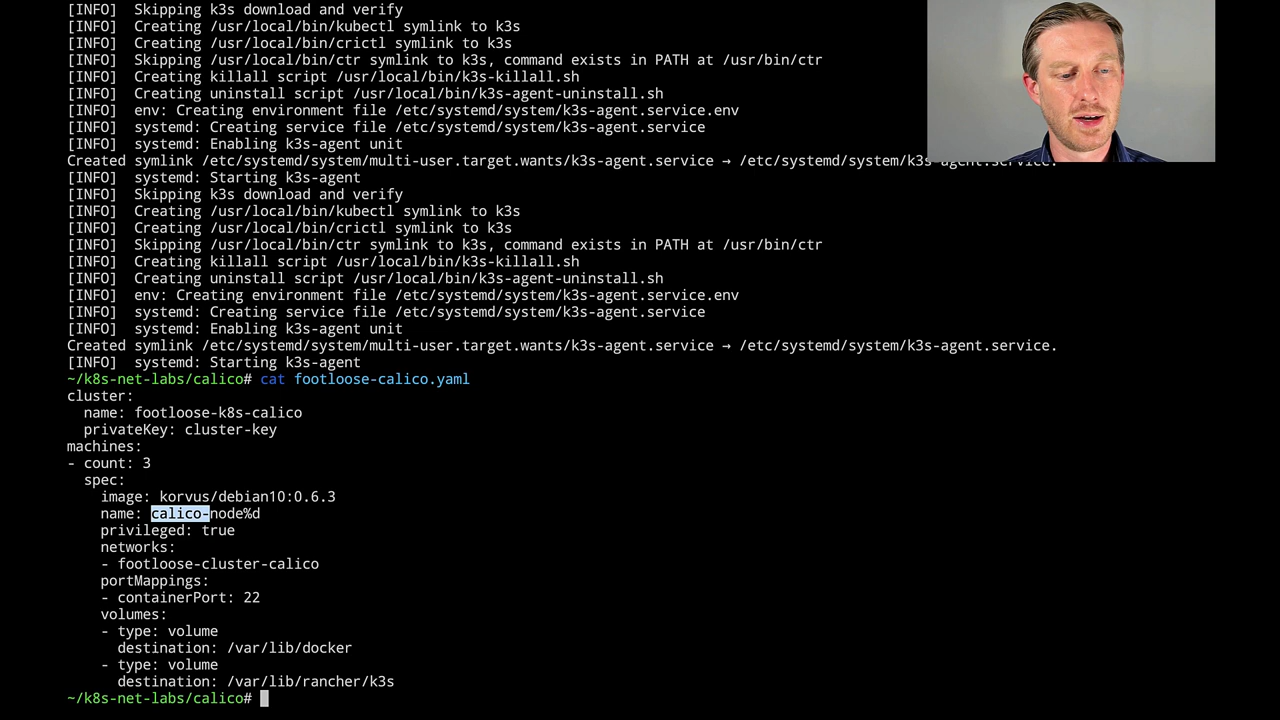 [INFO]  Skipping k3s download and verify
[INFO]  Creating /usr/local/bin/kubectl symlink to k3s
[INFO]  Creating /usr/local/bin/crictl symlink to k3s
[INFO]  Skipping /usr/local/bin/ctr symlink to k3s, command exists in PATH at /usr/bin/ctr
[INFO]  Creating killall script /usr/local/bin/k3s-killall.sh
[INFO]  Creating uninstall script /usr/local/bin/k3s-agent-uninstall.sh
[INFO]  env: Creating environment file /etc/systemd/system/k3s-agent.service.env
[INFO]  systemd: Creating service file /etc/systemd/system/k3s-agent.service
[INFO]  systemd: Enabling k3s-agent unit
Created symlink /etc/systemd/system/multi-user.target.wants/k3s-agent.service → /etc/systemd/system/k3s-agent.service.
[INFO]  systemd: Starting k3s-agent
[INFO]  Skipping k3s download and verify
[INFO]  Creating /usr/local/bin/kubectl symlink to k3s
[INFO]  Creating /usr/local/bin/crictl symlink to k3s
[INFO]  Skipping /usr/local/bin/ctr symlink to k3s, command exists in PATH at /usr/bin/ctr
[INFO]  Creating killall script /usr/local/bin/k3s-killall.sh
[INFO]  Creating uninstall script /usr/local/bin/k3s-agent-uninstall.sh
[INFO]  env: Creating environment file /etc/systemd/system/k3s-agent.service.env
[INFO]  systemd: Creating service file /etc/systemd/system/k3s-agent.service
[INFO]  systemd: Enabling k3s-agent unit
Created symlink /etc/systemd/system/multi-user.target.wants/k3s-agent.service → /etc/systemd/system/k3s-agent.service.
[INFO]  systemd: Starting k3s-agent
~/k8s-net-labs/calico# cat footloose-calico.yaml
cluster:
  name: footloose-k8s-calico
  privateKey: cluster-key
machines:
- count: 3
  spec:
    image: korvus/debian10:0.6.3
    name: calico-node%d
    privileged: true
    networks:
    - footloose-cluster-calico
    portMappings:
    - containerPort: 22
    volumes:
    - type: volume
      destination: /var/lib/docker
    - type: volume
      destination: /var/lib/rancher/k3s
~/k8s-net-labs/calico#